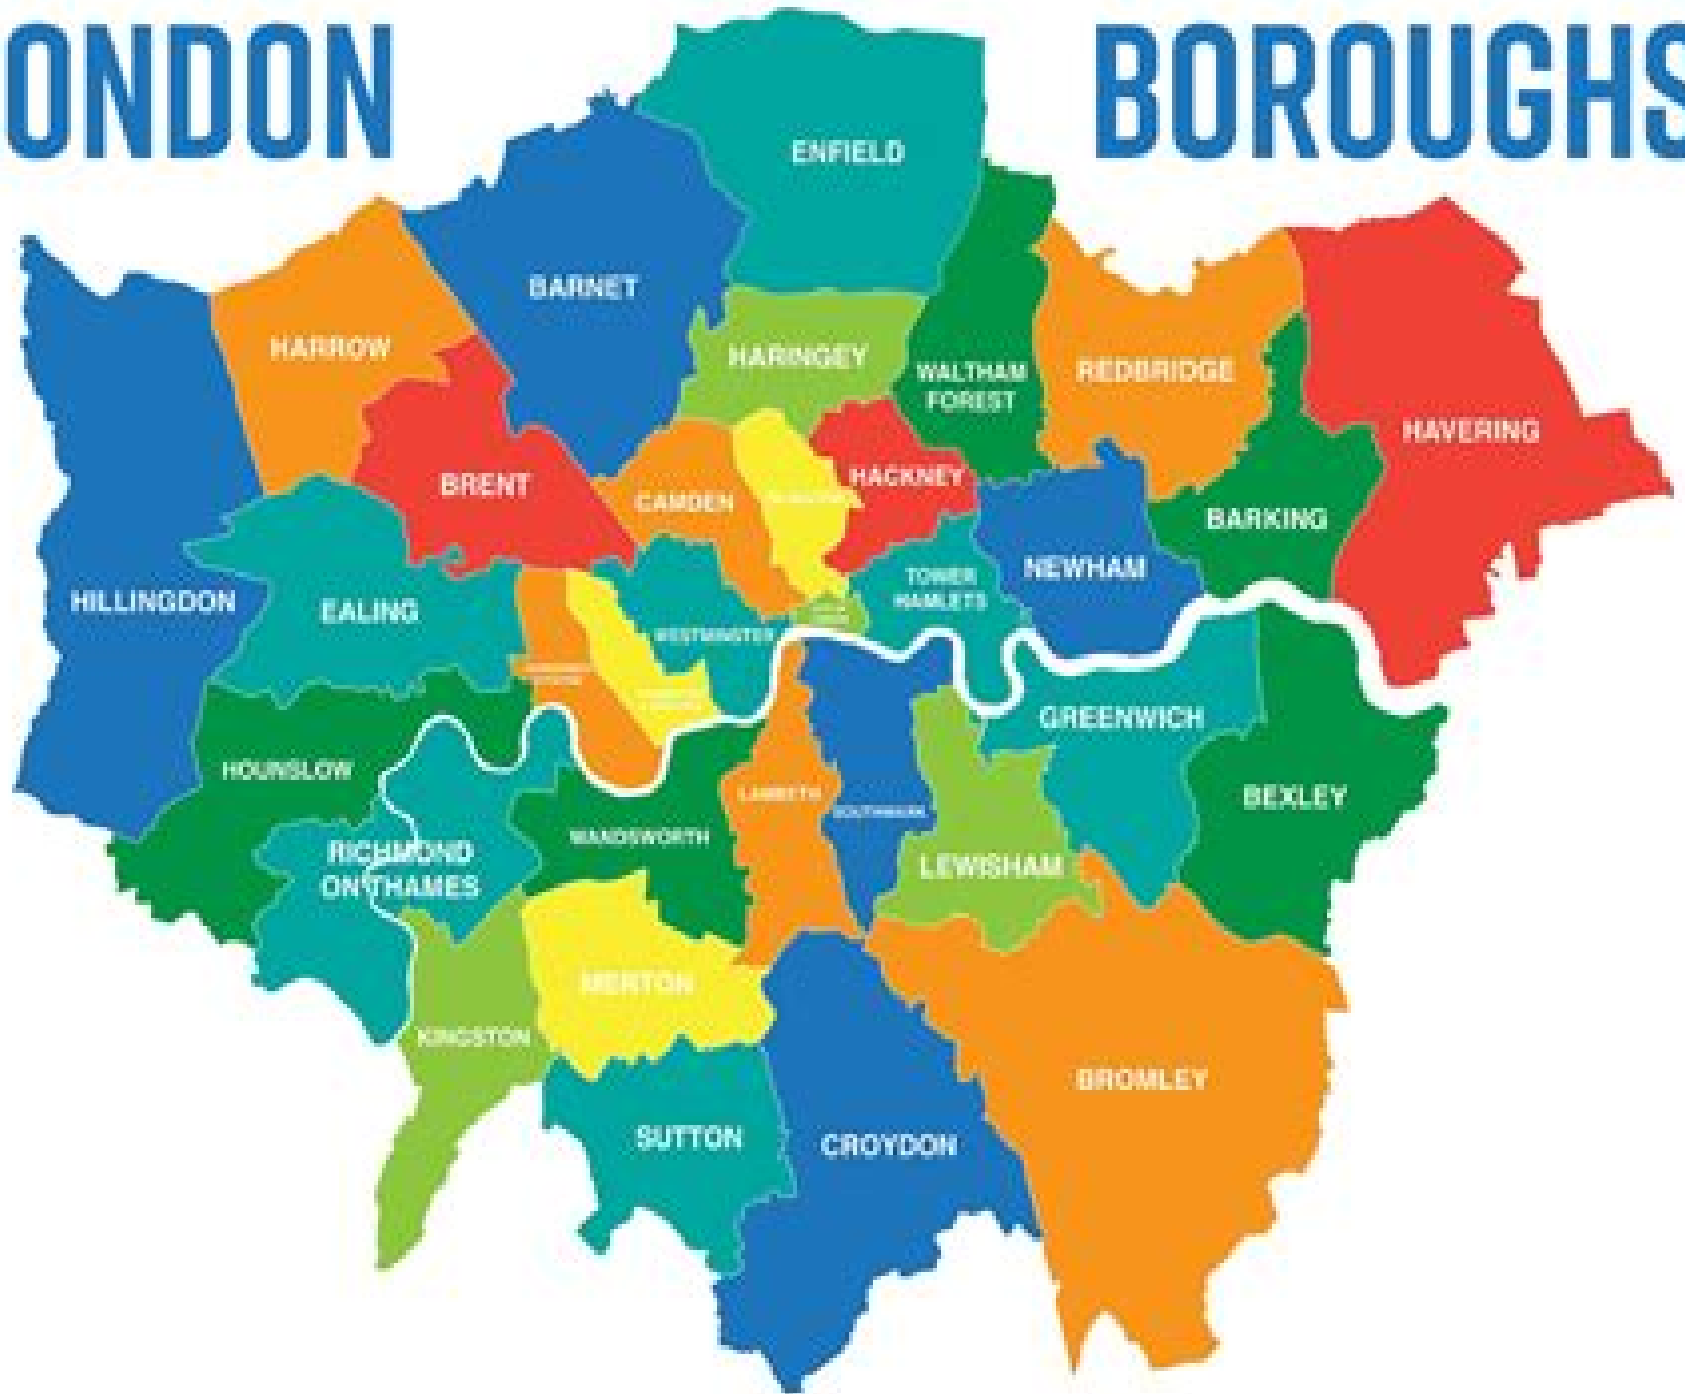 ONDON BOROUGHS
ENFIELD
BARNET
HARROW
HARINGEY
WALTHAM
FOREST
REDBRIDGE
HAVERING
BRENT
CAMDEN
HACKNEY
BARKING
NEWHAM
TOWER
HAMLETS
HILLINGDON
EALING
WESTMINSTER
GREENWICH
HOUNSLOW
LAMBETH
SOUTHWARK
BEXLEY
WANDSWORTH
RICHMOND
ON THAMES
LEWISHAM
MERTON
KINGSTON
BROMLEY
SUTTON
CROYDON